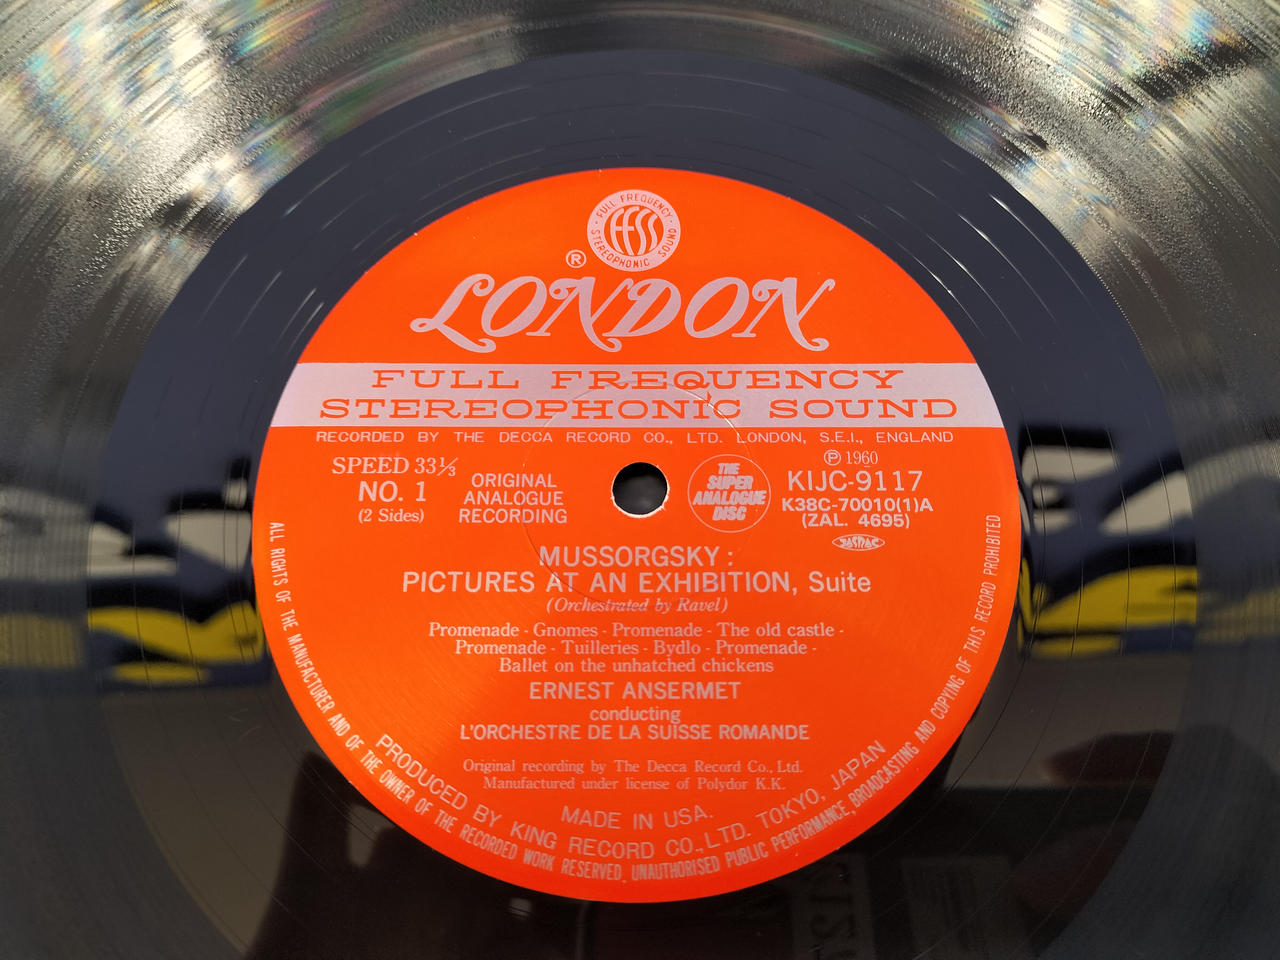 FULL FREQUENCY
FFSS
STEREOPHONIC SOUND
®
LONDON
FULL FREQUENCY
STEREOPHONIC SOUND
RECORDED BY THE DECCA RECORD CO., LTD. LONDON, S.E.I., ENGLAND
SPEED 33⅓
NO. 1
(2 Sides)
ORIGINAL
ANALOGUE
RECORDING
THE
SUPER
ANALOGUE
DISC
℗ 1960
KIJC-9117
K38C-70010(1)A
(ZAL. 4695)
JASRAC
MUSSORGSKY :
PICTURES AT AN EXHIBITION, Suite
(Orchestrated by Ravel)
Promenade - Gnomes - Promenade - The old castle -
Promenade - Tuilleries - Bydlo - Promenade -
Ballet on the unhatched chickens
ERNEST ANSERMET
conducting
L'ORCHESTRE DE LA SUISSE ROMANDE
Original recording by The Decca Record Co., Ltd.
Manufactured under license of Polydor K.K.
MADE IN USA.
PRODUCED BY KING RECORD CO., LTD. TOKYO, JAPAN
ALL RIGHTS OF THE MANUFACTURER AND OF THE OWNER OF THE RECORDED WORK RESERVED. UNAUTHORISED PUBLIC PERFORMANCE, BROADCASTING AND COPYING OF THIS RECORD PROHIBITED